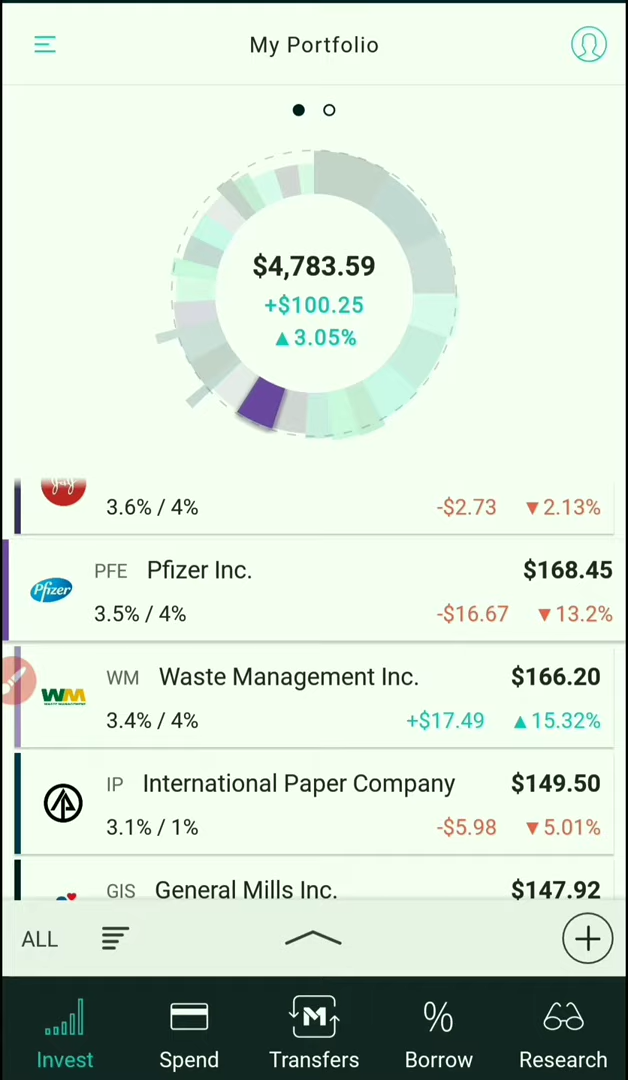 My Portfolio
$4,783.59
+$100.25
▲3.05%
3.6% / 4% -$2.73 ▼2.13%
PFE Pfizer Inc. $168.45
Pfizer
3.5% / 4% -$16.67 ▼13.2%
WM Waste Management Inc. $166.20
WM
3.4% / 4% +$17.49 ▲15.32%
IP International Paper Company $149.50
3.1% / 1% -$5.98 ▼5.01%
GIS General Mills Inc. $147.92
ALL
M
%
Invest Spend Transfers Borrow Research